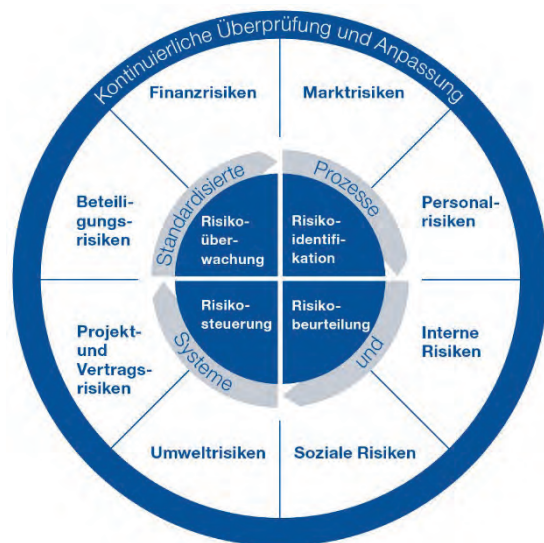 Kontinuierliche Überprüfung und Anpassung
Finanzrisiken
Marktrisiken
Beteili-
gungs-
risiken
Personal-
risiken
Standardisierte
Prozesse
und
Systeme
Risiko-
über-
wachung
Risiko-
identifi-
kation
Risiko-
steuerung
Risiko-
beurteilung
Projekt-
und
Vertrags-
risiken
Interne
Risiken
Umweltrisiken
Soziale Risiken